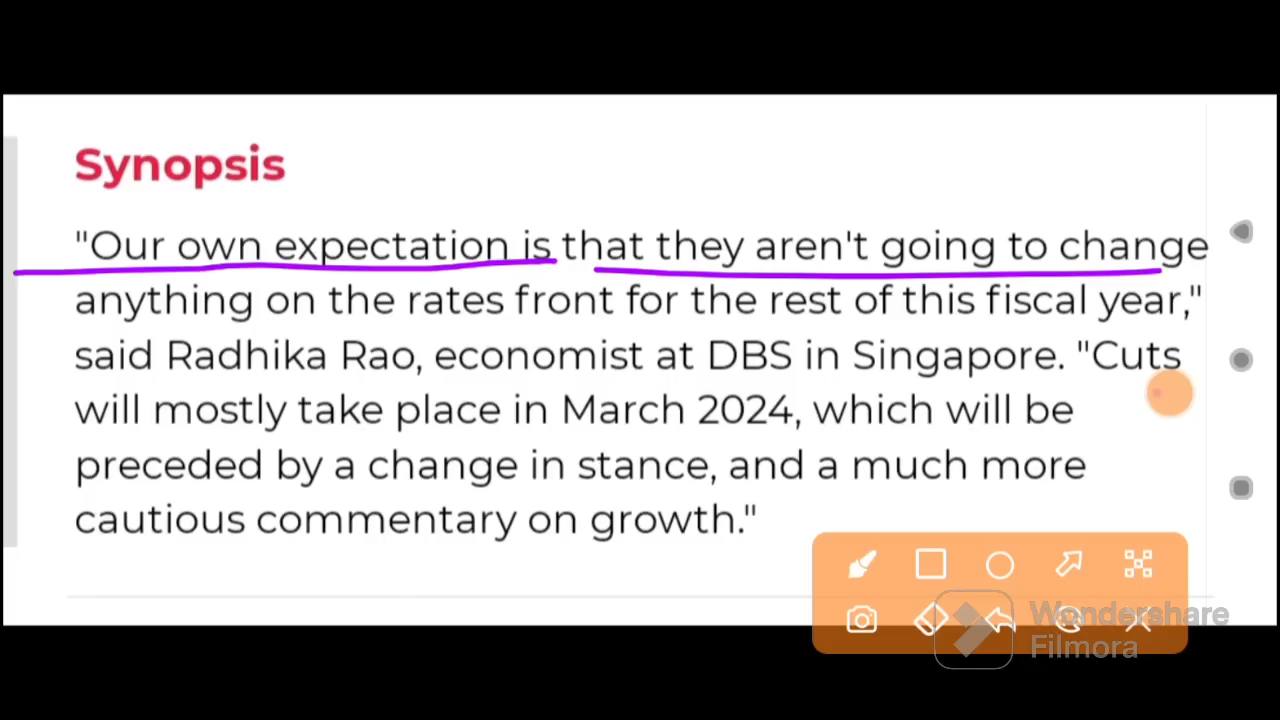 Synopsis
"Our own expectation is that they aren't going to change
anything on the rates front for the rest of this fiscal year,"
said Radhika Rao, economist at DBS in Singapore. "Cuts
will mostly take place in March 2024, which will be
preceded by a change in stance, and a much more
cautious commentary on growth."
Wondershare
Filmora